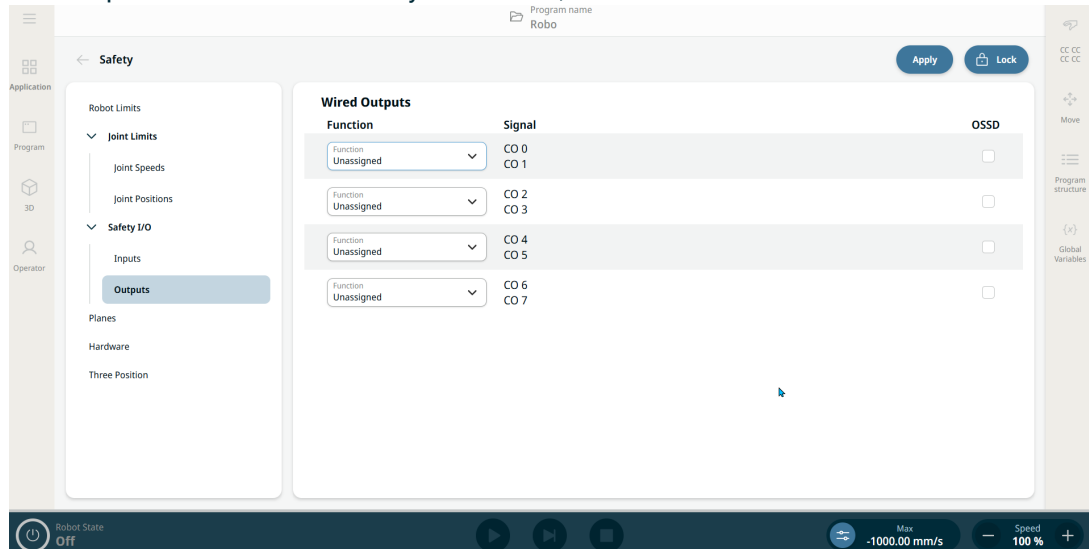 Program name
Robo
Safety
Apply
Lock
CC CC
CC CC
Application
Program
3D
Operator
Robot Limits
Joint Limits
Joint Speeds
Joint Positions
Safety I/O
Inputs
Outputs
Planes
Hardware
Three Position
Wired Outputs
Function
Signal
OSSD
Function
Unassigned
CO 0
CO 1
Function
Unassigned
CO 2
CO 3
Function
Unassigned
CO 4
CO 5
Function
Unassigned
CO 6
CO 7
Move
Program
structure
{x}
Global
Variables
Robot State
Off
Max
-1000.00 mm/s
Speed
100 %